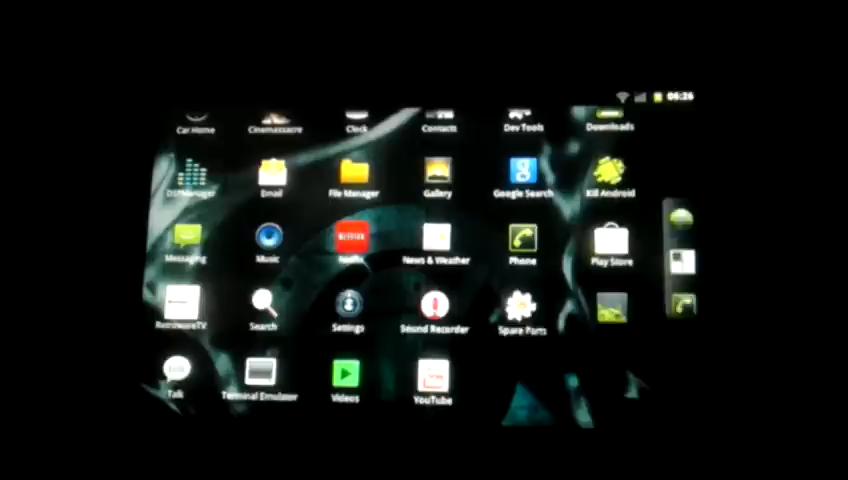 06:26
Car Home Cinemassacre Clock Contacts Dev Tools Downloads
DSPManager Email File Manager Gallery Google Search Kill Android
Messaging Music Netflix News & Weather Phone Play Store
RetrowareTV Search Settings Sound Recorder Spare Parts
Talk Terminal Emulator Videos YouTube